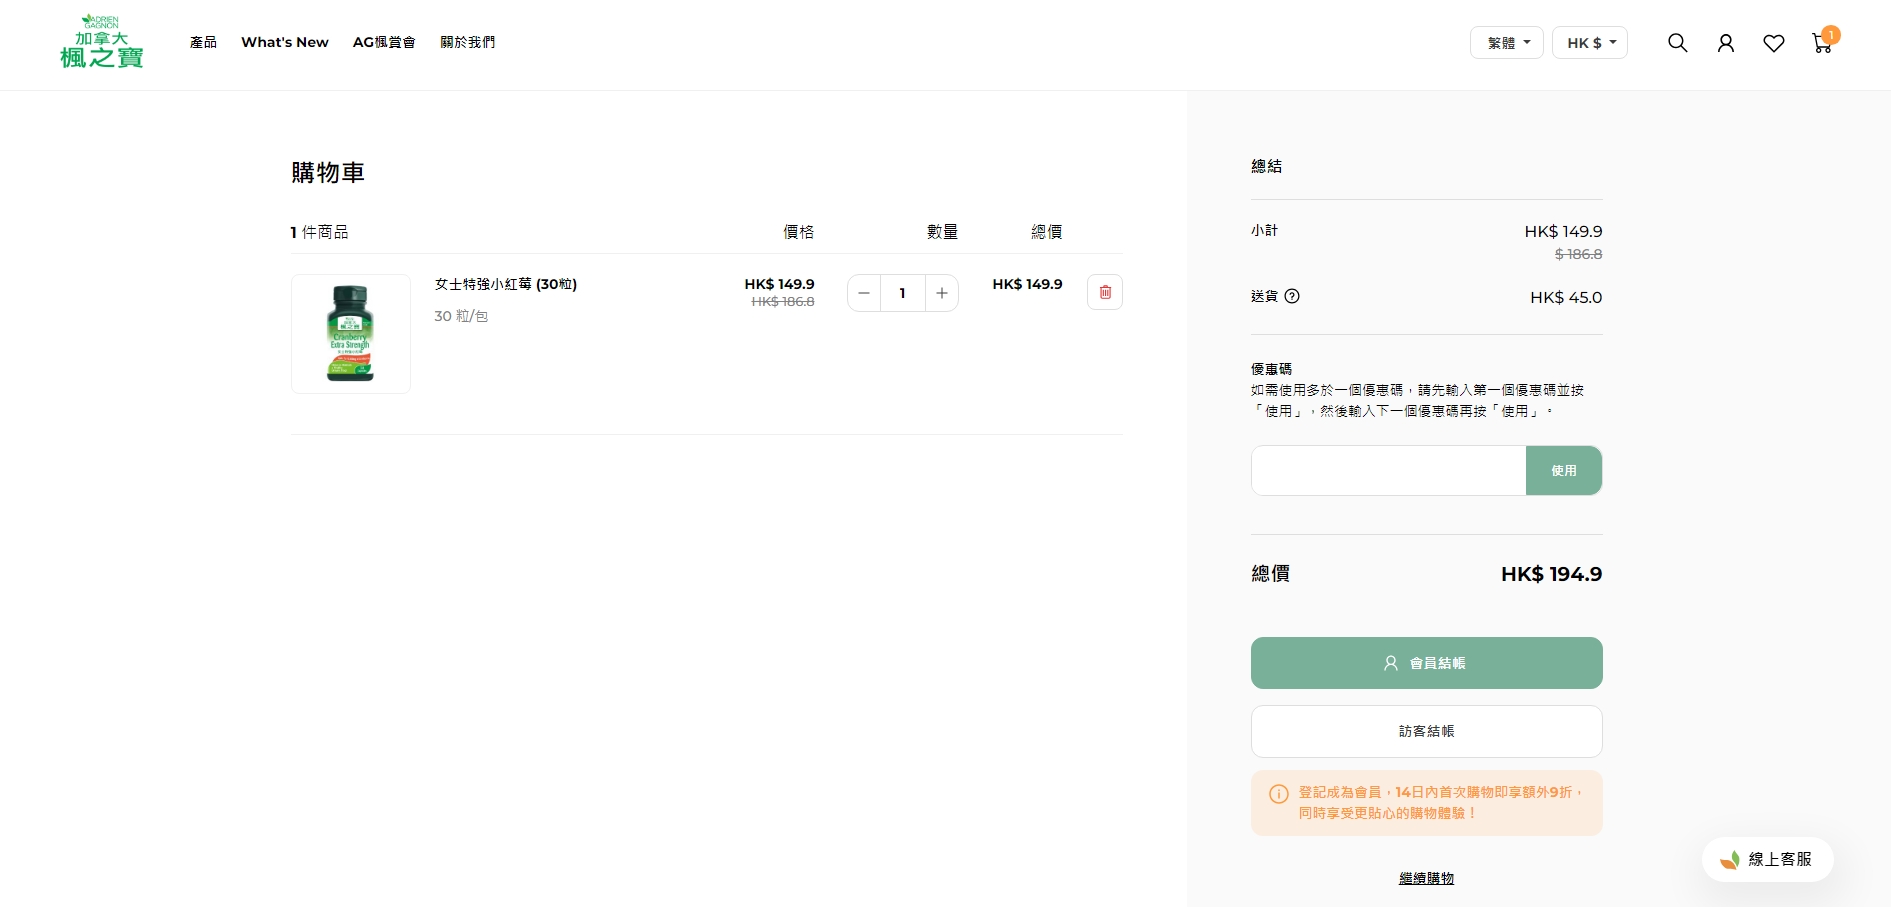 ADRIEN
GAGNON
加拿大
楓之寶
產品
What's New
AG楓賞會
關於我們
繁體
HK $
1
購物車
1 件商品
價格
數量
總價
女士特強小紅莓 (30粒)
30 粒/包
HK$ 149.9
HK$ 186.8
1
HK$ 149.9
加拿大
楓之寶
Cranberry
Extra Strength
總結
小計
HK$ 149.9
$ 186.8
送貨
HK$ 45.0
優惠碼
如需使用多於一個優惠碼，請先輸入第一個優惠碼並按
「使用」，然後輸入下一個優惠碼再按「使用」。
使用
總價
HK$ 194.9
會員結帳
訪客結帳
登記成為會員，14日內首次購物即享額外9折，
同時享受更貼心的購物體驗！
繼續購物
線上客服